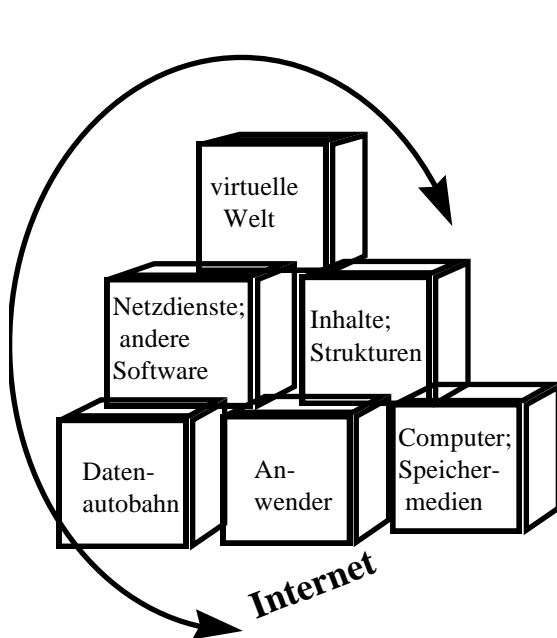 virtuelle
Welt
Netzdienste;
andere
Software
Inhalte;
Strukturen
Daten-
autobahn
An-
wender
Computer;
Speicher-
medien
Internet